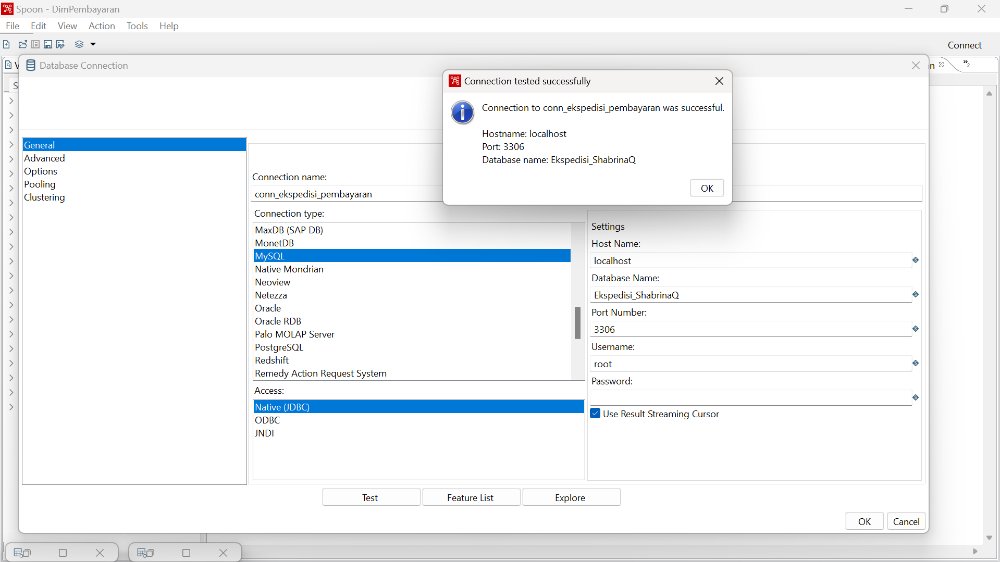 Spoon - DimPembayaran
File Edit View Action Tools Help
Connect
Database Connection
Connection tested successfully
Connection to conn_ekspedisi_pembayaran was successful.
Hostname: localhost
Port: 3306
Database name: Ekspedisi_ShabrinaQ
OK
General
Advanced
Options
Pooling
Clustering
Connection name:
conn_ekspedisi_pembayaran
Connection type:
MaxDB (SAP DB)
MonetDB
MySQL
Native Mondrian
Neoview
Netezza
Oracle
Oracle RDB
Palo MOLAP Server
PostgreSQL
Redshift
Remedy Action Request System
Access:
Native (JDBC)
ODBC
JNDI
Settings
Host Name:
localhost
Database Name:
Ekspedisi_ShabrinaQ
Port Number:
3306
Username:
root
Password:
Use Result Streaming Cursor
Test Feature List Explore
OK Cancel